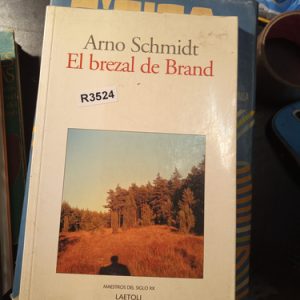 Arno Schmidt
El brezal de Brand
R3524
MAESTROS DEL SIGLO XX
LAETOLI